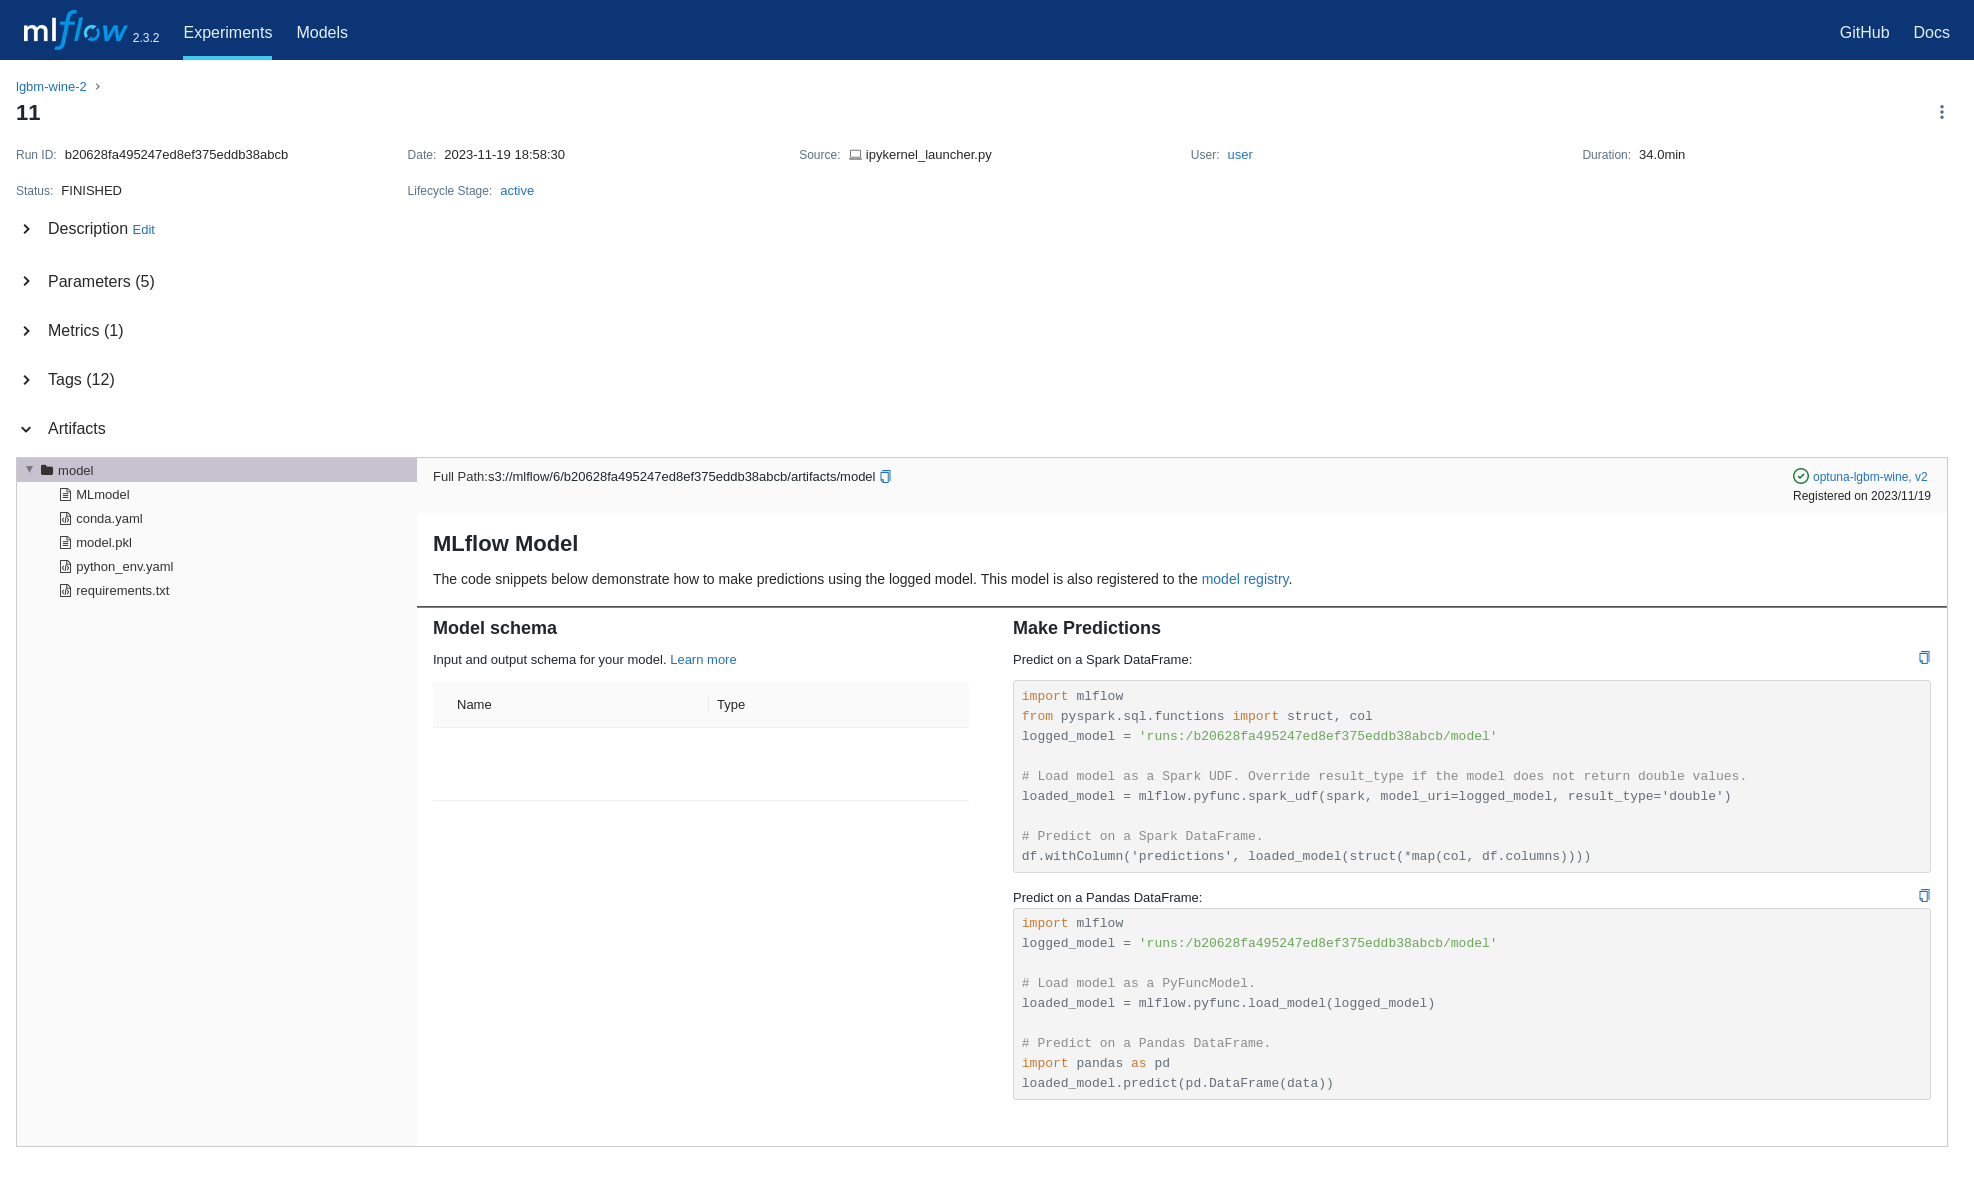 mlflow 2.3.2 Experiments Models GitHub Docs
lgbm-wine-2
11
Run ID: b20628fa495247ed8ef375eddb38abcb Date: 2023-11-19 18:58:30 Source: ipykernel_launcher.py User: user Duration: 34.0min
Status: FINISHED Lifecycle Stage: active
Description Edit
Parameters (5)
Metrics (1)
Tags (12)
Artifacts
model
MLmodel
conda.yaml
model.pkl
python_env.yaml
requirements.txt
Full Path:s3://mlflow/6/b20628fa495247ed8ef375eddb38abcb/artifacts/model
optuna-lgbm-wine, v2
Registered on 2023/11/19
MLflow Model
The code snippets below demonstrate how to make predictions using the logged model. This model is also registered to the model registry.
Model schema
Input and output schema for your model. Learn more
Name Type
Make Predictions
Predict on a Spark DataFrame:
import mlflow
from pyspark.sql.functions import struct, col
logged_model = 'runs:/b20628fa495247ed8ef375eddb38abcb/model'
# Load model as a Spark UDF. Override result_type if the model does not return double values.
loaded_model = mlflow.pyfunc.spark_udf(spark, model_uri=logged_model, result_type='double')
# Predict on a Spark DataFrame.
df.withColumn('predictions', loaded_model(struct(*map(col, df.columns))))
Predict on a Pandas DataFrame:
import mlflow
logged_model = 'runs:/b20628fa495247ed8ef375eddb38abcb/model'
# Load model as a PyFuncModel.
loaded_model = mlflow.pyfunc.load_model(logged_model)
# Predict on a Pandas DataFrame.
import pandas as pd
loaded_model.predict(pd.DataFrame(data))